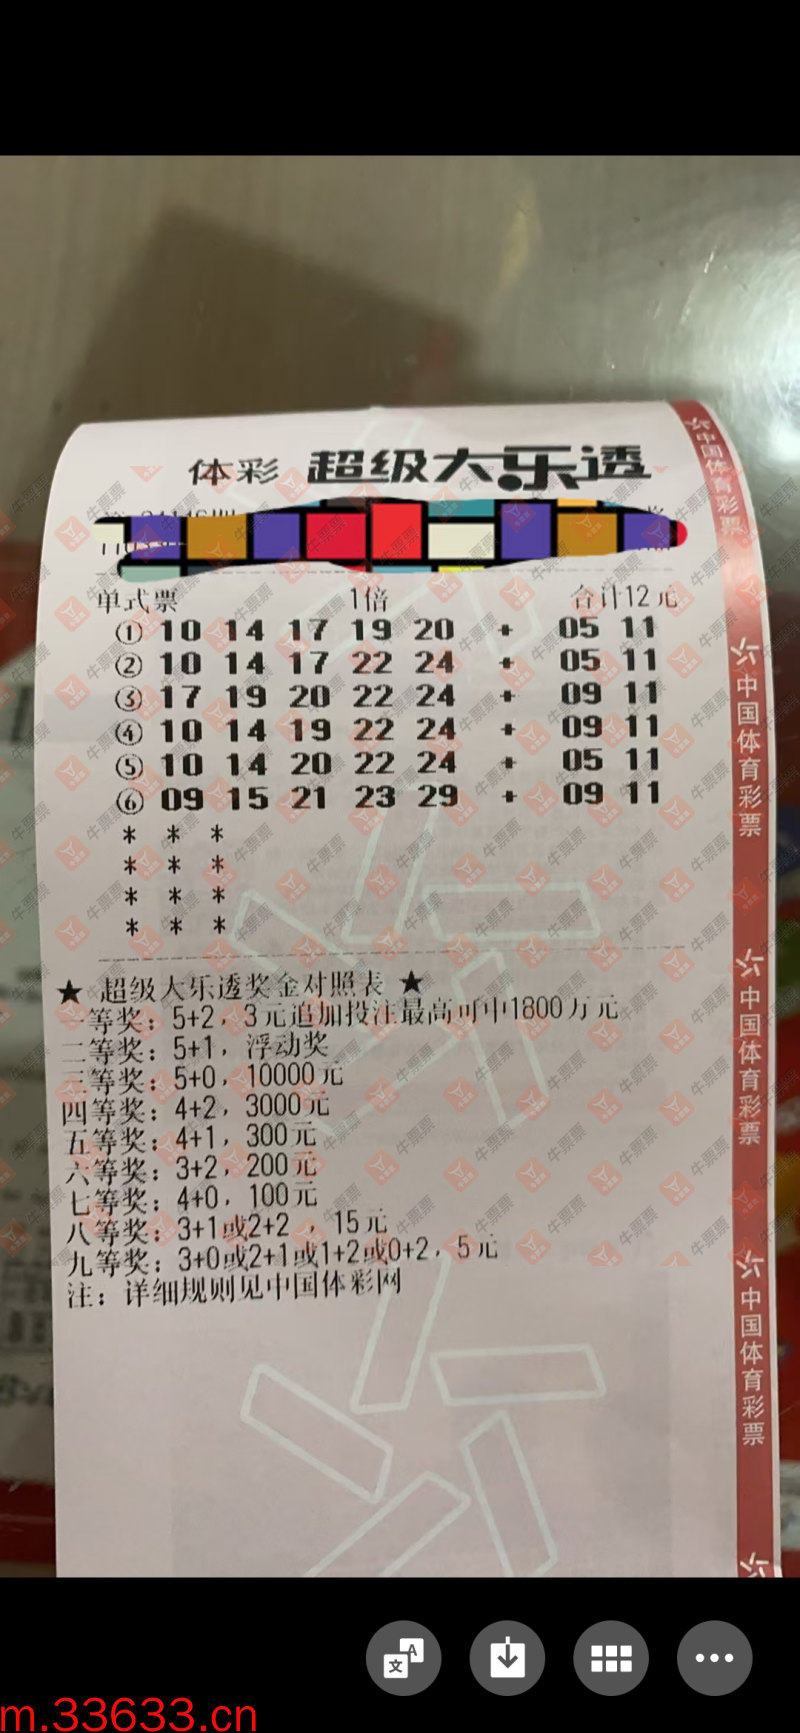 体彩 超级大乐透
单式票 1倍 合计12元
① 10 14 17 19 20 + 05 11
② 10 14 17 22 24 + 05 11
③ 17 19 20 22 24 + 09 11
④ 10 14 19 22 24 + 09 11
⑤ 10 14 20 22 24 + 05 11
⑥ 09 15 21 23 29 + 09 11
* * *
* * *
* * *
* * *
★ 超级大乐透奖金对照表 ★
一等奖：5+2，3元追加投注最高可中1800万元
二等奖：5+1，浮动奖
三等奖：5+0，10000元
四等奖：4+2，3000元
五等奖：4+1，300元
六等奖：3+2，200元
七等奖：4+0，100元
八等奖：3+1或2+2，15元
九等奖：3+0或2+1或1+2或0+2，5元
注：详细规则见中国体彩网
中国体育彩票
中国体育彩票
中国体育彩票
中国体育彩票
牛票票
m.33633.cn